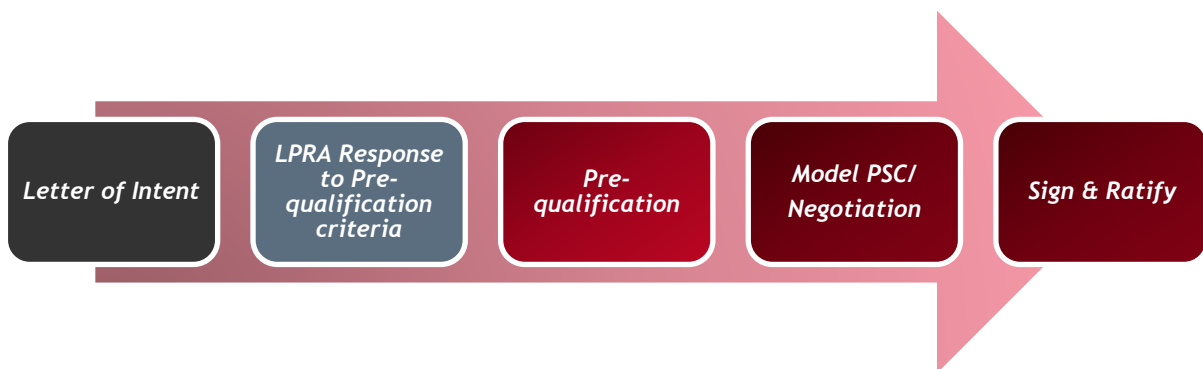 Letter of Intent
LPRA Response
to Pre-
qualification
criteria
Pre-
qualification
Model PSC/
Negotiation
Sign & Ratify